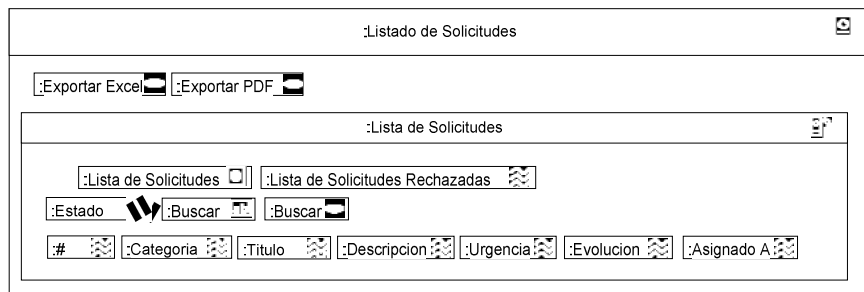 :Listado de Solicitudes
:Exportar Excel :Exportar PDF
:Lista de Solicitudes
:Lista de Solicitudes :Lista de Solicitudes Rechazadas
:Estado :Buscar :Buscar
:# :Categoria :Titulo :Descripcion :Urgencia :Evolucion :Asignado A